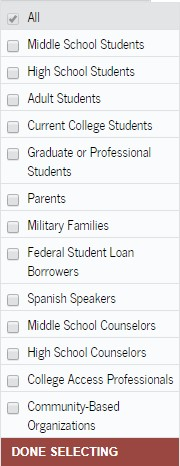 All
Middle School Students
High School Students
Adult Students
Current College Students
Graduate or Professional
Students
Parents
Military Families
Federal Student Loan
Borrowers
Spanish Speakers
Middle School Counselors
High School Counselors
College Access Professionals
Community-Based
Organizations
DONE SELECTING